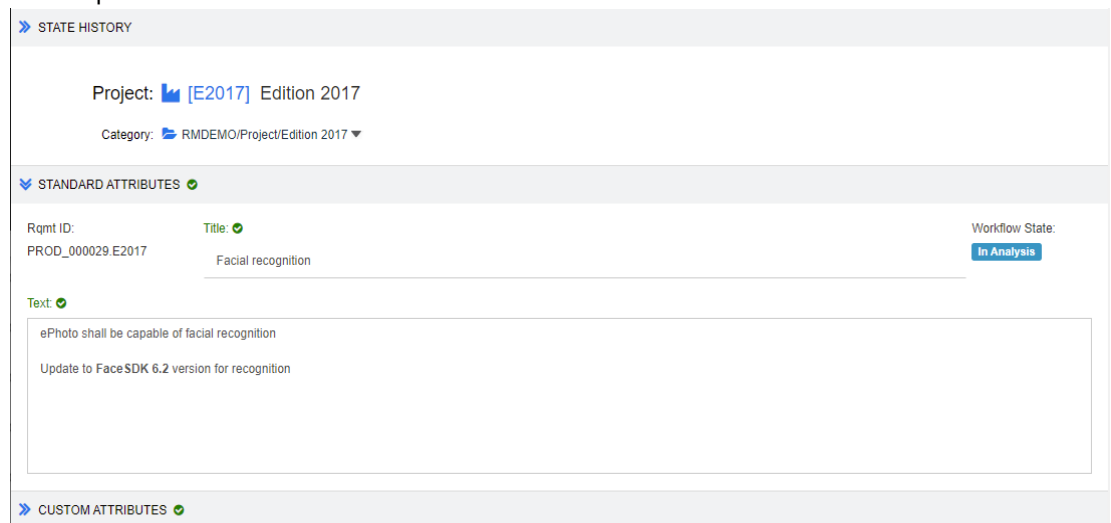 STATE HISTORY
Project: [E2017] Edition 2017
Category: RMDEMO/Project/Edition 2017
STANDARD ATTRIBUTES
Rqmt ID: Title: Workflow State:
PROD_000029.E2017 Facial recognition In Analysis
Text:
ePhoto shall be capable of facial recognition
Update to FaceSDK 6.2 version for recognition
CUSTOM ATTRIBUTES